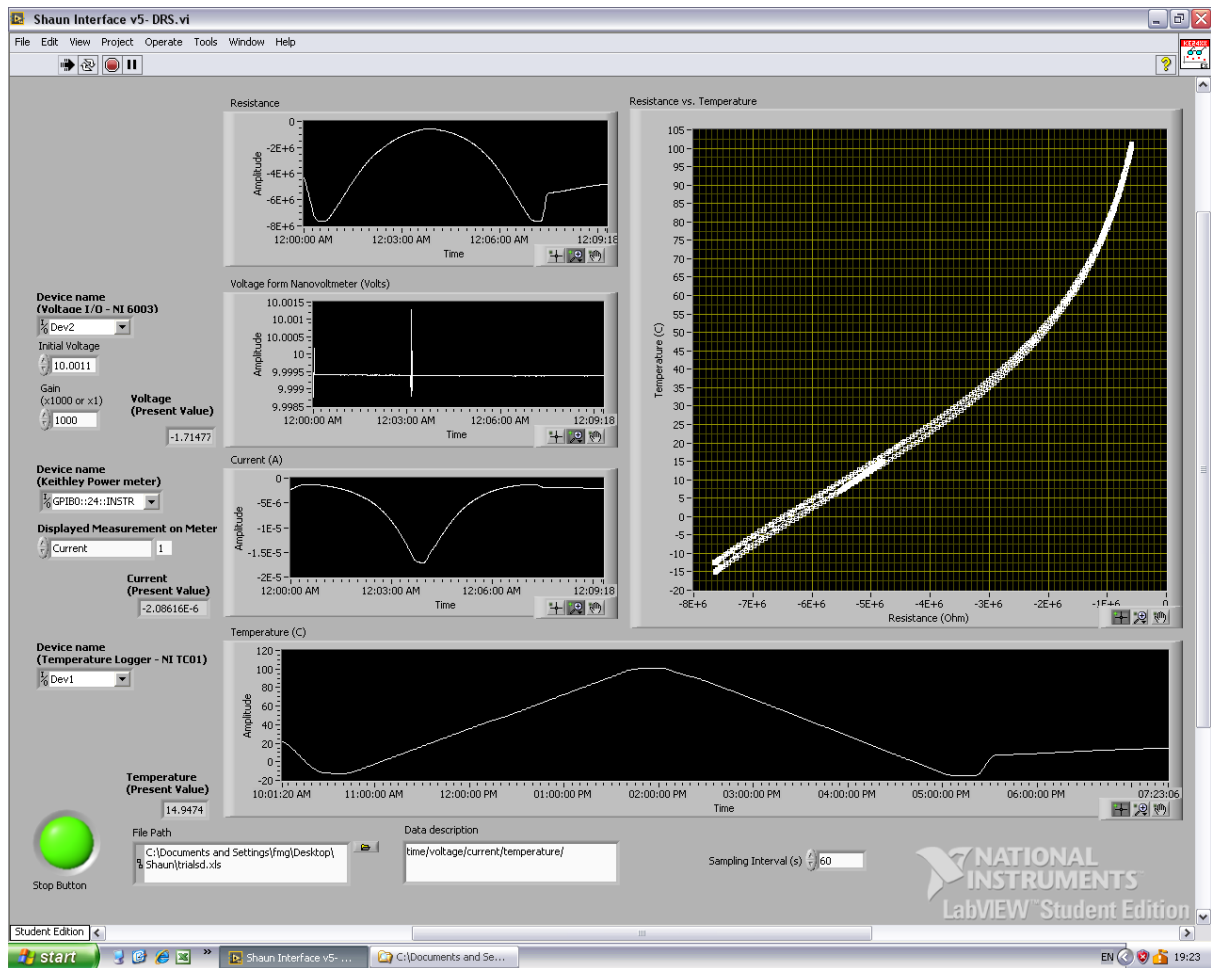 Shaun Interface v5- DRS.vi
File Edit View Project Operate Tools Window Help
Resistance
Amplitude
0
-2E+6
-4E+6
-6E+6
-8E+6
12:00:00 AM 12:03:00 AM 12:06:00 AM 12:09:18
Time
Voltage form Nanovoltmeter (Volts)
Amplitude
10.0015
10.001
10.0005
10
9.9995
9.999
9.9985
12:00:00 AM 12:03:00 AM 12:06:00 AM 12:09:18
Time
Current (A)
Amplitude
0
-5E-6
-1E-5
-1.5E-5
-2E-5
12:00:00 AM 12:03:00 AM 12:06:00 AM 12:09:18
Time
Resistance vs. Temperature
Temperature (C)
105
100
95
90
85
80
75
70
65
60
55
50
45
40
35
30
25
20
15
10
5
0
-5
-10
-15
-20
-8E+6 -7E+6 -6E+6 -5E+6 -4E+6 -3E+6 -2E+6 -1E+6 0
Resistance (Ohm)
Device name
(Voltage I/O - NI 6003)
Dev2
Initial Voltage
10.0011
Gain
(x1000 or x1)
1000
Voltage
(Present Value)
-1.71477
Device name
(Keithley Power meter)
GPIB0::24::INSTR
Displayed Measurement on Meter
Current 1
Current
(Present Value)
-2.08616E-6
Device name
(Temperature Logger - NI TC01)
Dev1
Temperature (C)
Amplitude
120
100
80
60
40
20
0
-20
10:01:20 AM 11:00:00 AM 12:00:00 PM 01:00:00 PM 02:00:00 PM 03:00:00 PM 04:00:00 PM 05:00:00 PM 06:00:00 PM 07:23:06
Time
Temperature
(Present Value)
14.9474
Stop Button
File Path
C:\Documents and Settings\fmg\Desktop\
Shaun\trialsd.xls
Data description
time/voltage/current/temperature/
Sampling Interval (s) 60
NATIONAL
INSTRUMENTS
LabVIEW™ Student Edition
Student Edition
start
Shaun Interface v5- ...
C:\Documents and Se...
EN
19:23